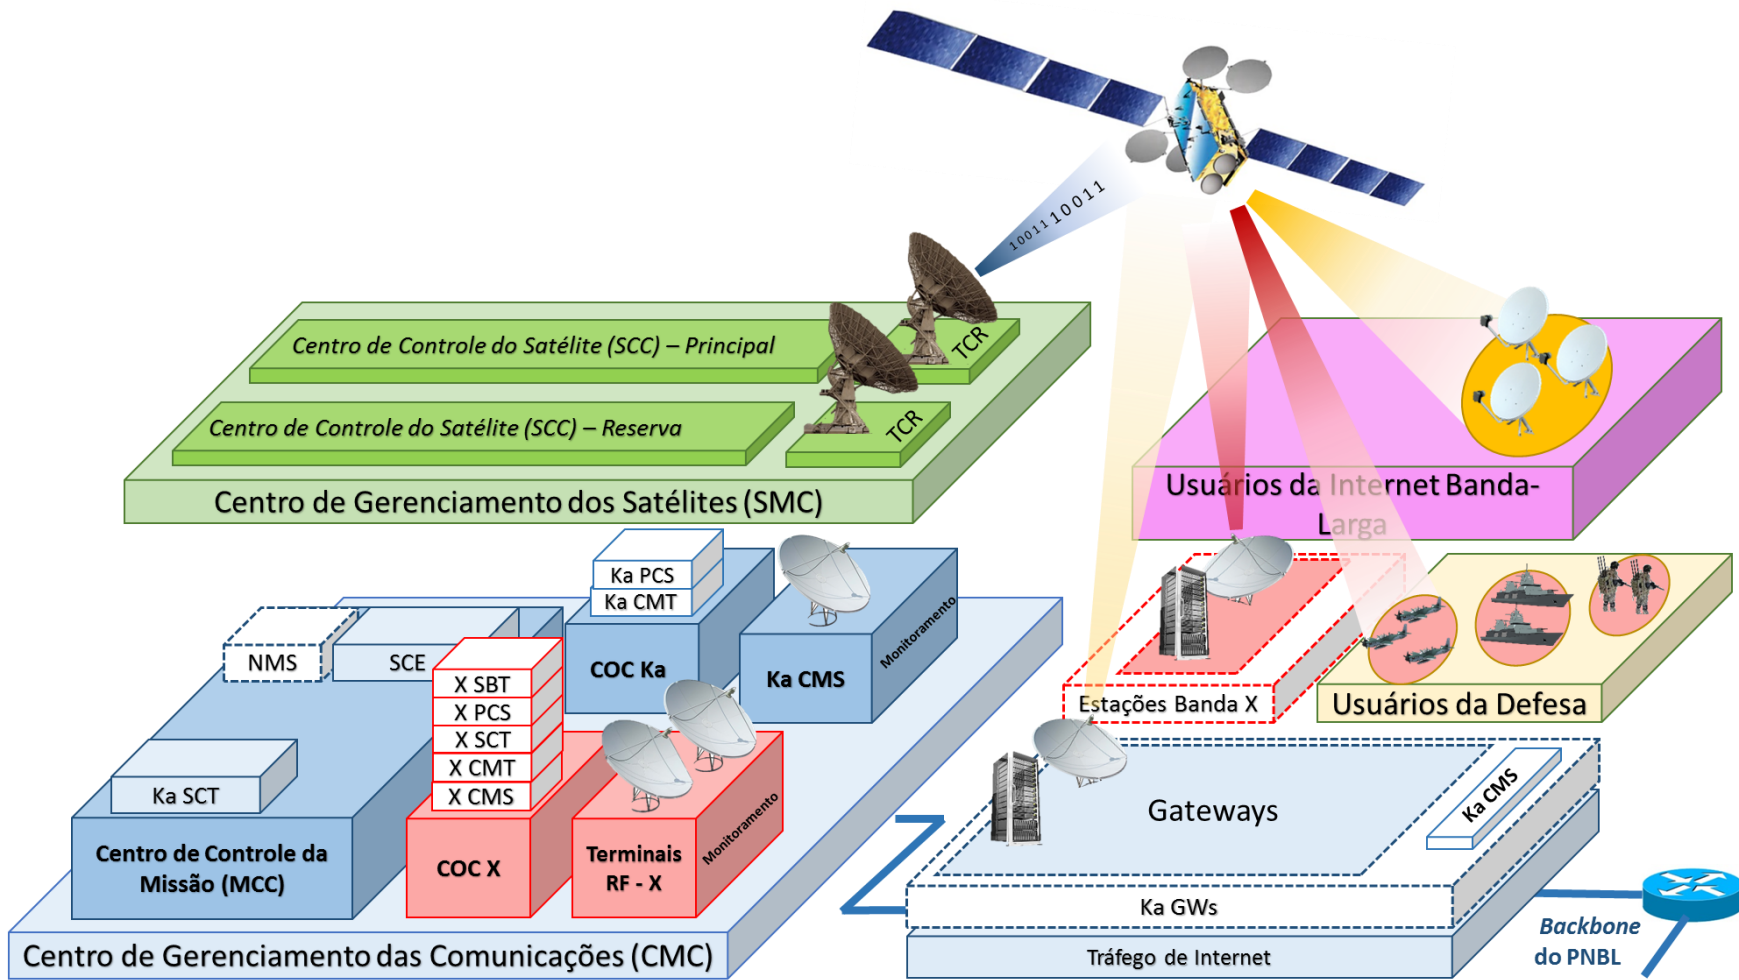 10011110011
Centro de Controle do Satélite (SCC) – Principal
TCR
Centro de Controle do Satélite (SCC) – Reserva
TCR
Centro de Gerenciamento dos Satélites (SMC)
Usuários da Internet Banda-
Larga
Ka PCS
Ka CMT
NMS
SCE
COC Ka
Ka CMS
Monitoramento
X SBT
X PCS
X SCT
X CMT
X CMS
Ka SCT
Centro de Controle da
Missão (MCC)
COC X
Terminais
RF - X
Monitoramento
Centro de Gerenciamento das Comunicações (CMC)
Estações Banda X
Usuários da Defesa
Gateways
Ka CMS
Ka GWs
Tráfego de Internet
Backbone
do PNBL